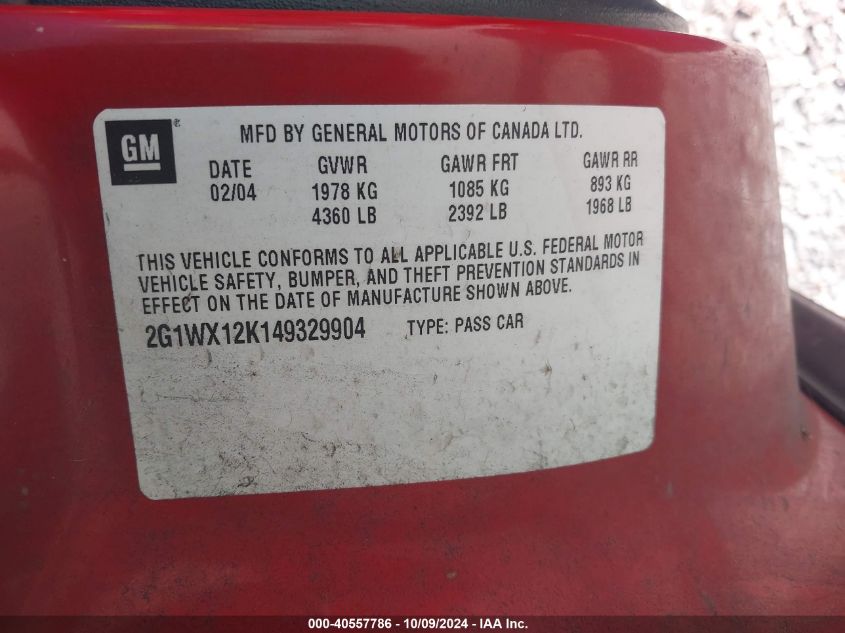 GM®
MFD BY GENERAL MOTORS OF CANADA LTD.
DATE GVWR GAWR FRT GAWR RR
02/04 1978 KG 1085 KG 893 KG
4360 LB 2392 LB 1968 LB
THIS VEHICLE CONFORMS TO ALL APPLICABLE U.S. FEDERAL MOTOR
VEHICLE SAFETY, BUMPER, AND THEFT PREVENTION STANDARDS IN
EFFECT ON THE DATE OF MANUFACTURE SHOWN ABOVE.
2G1WX12K149329904 TYPE: PASS CAR
000-40557786 - 10/09/2024 - IAA Inc.